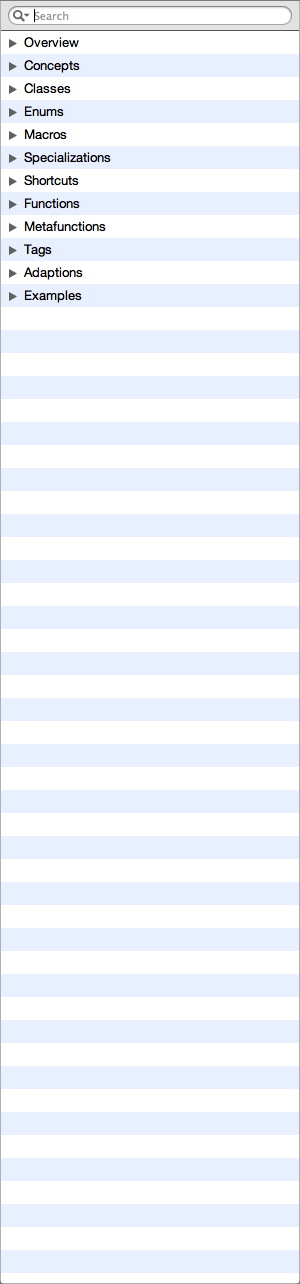 Search
Overview
Concepts
Classes
Enums
Macros
Specializations
Shortcuts
Functions
Metafunctions
Tags
Adaptions
Examples